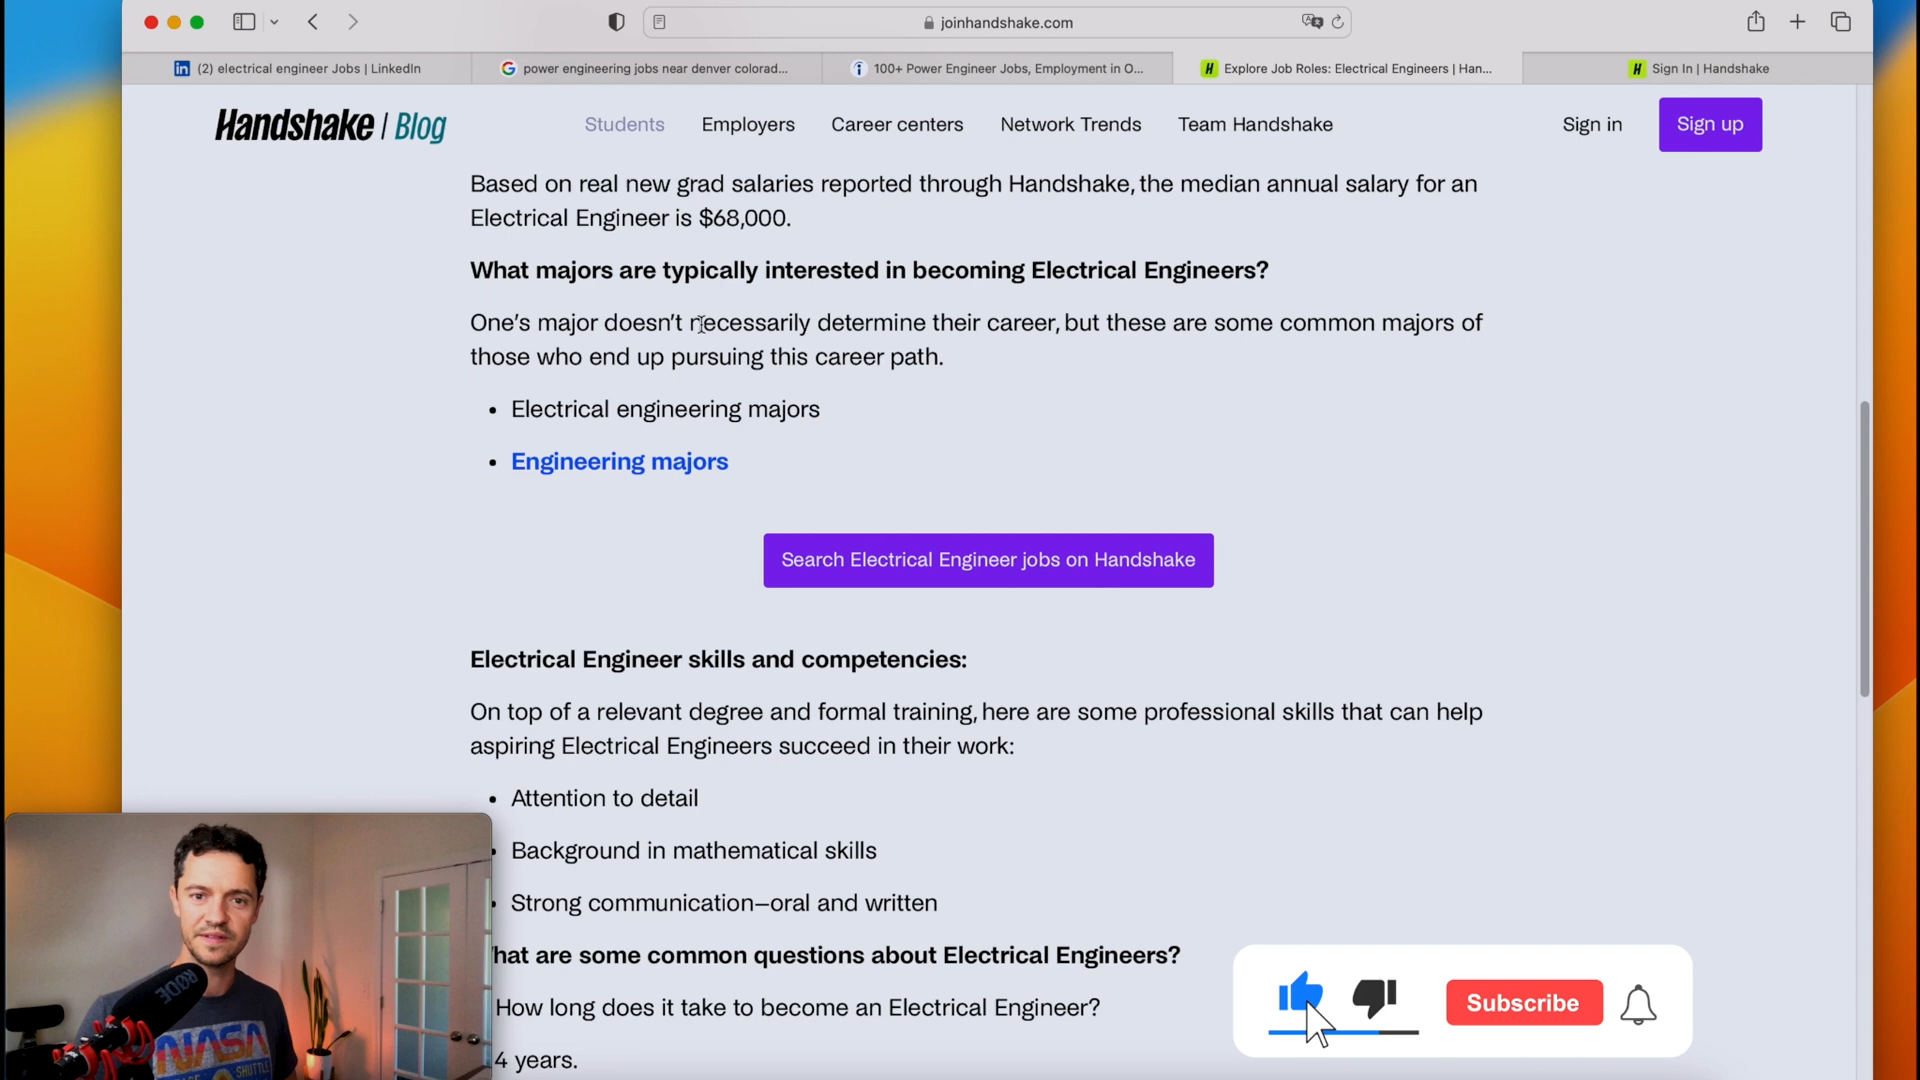 joinhandshake.com
(2) electrical engineer Jobs | LinkedIn
power engineering jobs near denver colorad...
100+ Power Engineer Jobs, Employment in O...
Explore Job Roles: Electrical Engineers | Han...
Sign In | Handshake
Handshake | Blog
Students
Employers
Career centers
Network Trends
Team Handshake
Sign in
Sign up
Based on real new grad salaries reported through Handshake, the median annual salary for an
Electrical Engineer is $68,000.
What majors are typically interested in becoming Electrical Engineers?
One’s major doesn’t necessarily determine their career, but these are some common majors of
those who end up pursuing this career path.
• Electrical engineering majors
• Engineering majors
Search Electrical Engineer jobs on Handshake
Electrical Engineer skills and competencies:
On top of a relevant degree and formal training, here are some professional skills that can help
aspiring Electrical Engineers succeed in their work:
• Attention to detail
• Background in mathematical skills
• Strong communication—oral and written
hat are some common questions about Electrical Engineers?
How long does it take to become an Electrical Engineer?
4 years.
RØDE
NASA
SHUTTLE
Subscribe